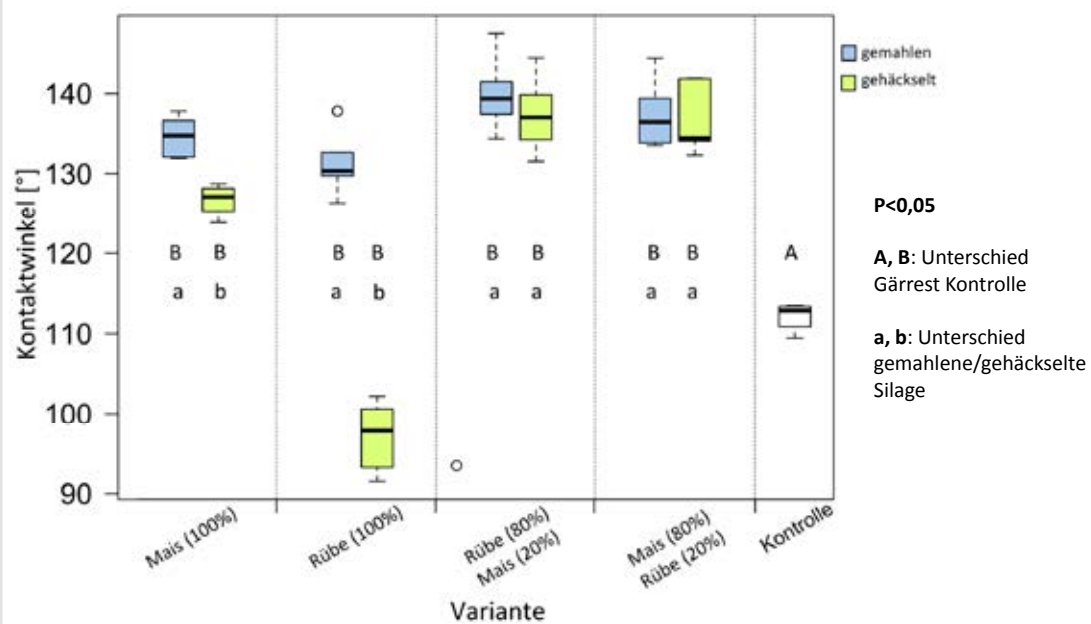 gemahlen
gehäckselt
Kontaktwinkel [°]
140
130
120
110
100
90
B B B B B B B B A
a b a b a a a a
Mais (100%)
Rübe (100%)
Rübe (80%)
Mais (20%)
Mais (80%)
Rübe (20%)
Kontrolle
Variante
P<0,05
A, B: Unterschied
Gärrest Kontrolle
a, b: Unterschied
gemahlene/gehäckselte
Silage